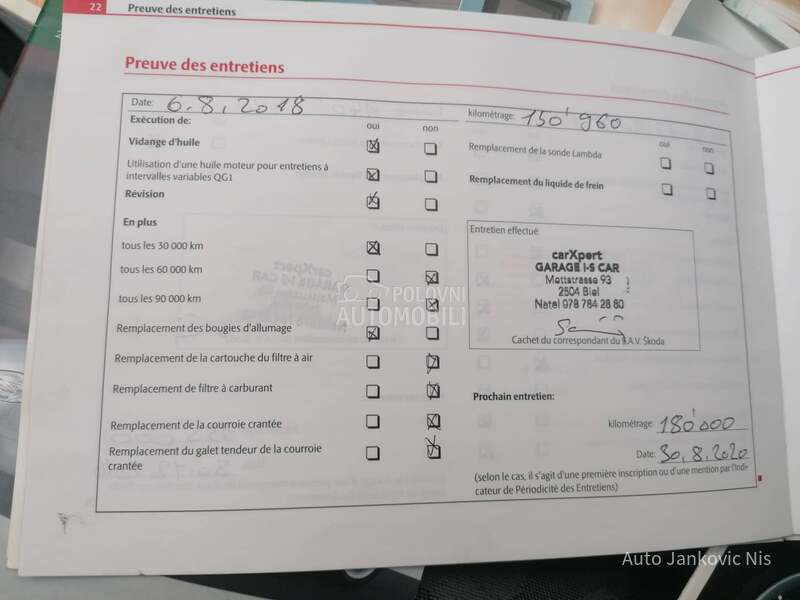 22 Preuve des entretiens
Preuve des entretiens
Date: 6.8.2018
kilométrage: 150'960
Exécution de: oui non
oui non
Vidange d'huile
Remplacement de la sonde Lambda
Utilisation d'une huile moteur pour entretiens à
intervalles variables QG1
Remplacement du liquide de frein
Révision
En plus
tous les 30 000 km
tous les 60 000 km
tous les 90 000 km
Remplacement des bougies d'allumage
Remplacement de la cartouche du filtre à air
Remplacement de filtre à carburant
Remplacement de la courroie crantée
Remplacement du galet tendeur de la courroie
crantée
Entretien effectué:
carXpert
GARAGE I-S CAR
Mettstrasse 93
2504 Biel
Natel 078 784 28 80
Cachet du correspondant du S.A.V. Škoda
Prochain entretien:
kilométrage: 180'000
Date: 30.8.2020
(selon le cas, il s'agit d'une première inscription ou d'une mention par l'Indi-
cateur de Périodicité des Entretiens)
POLOVNI
AUTOMOBILI
Auto Jankovic Nis